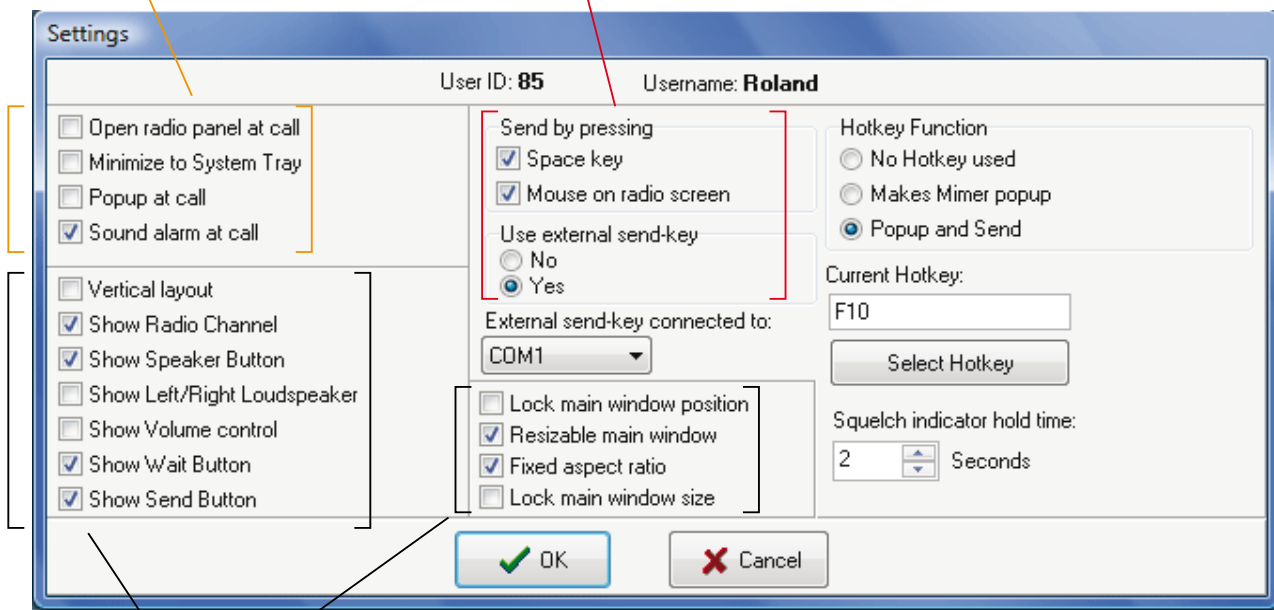 Settings
User ID: 85 Username: Roland
Open radio panel at call
Minimize to System Tray
Popup at call
Sound alarm at call
Vertical layout
Show Radio Channel
Show Speaker Button
Show Left/Right Loudspeaker
Show Volume control
Show Wait Button
Show Send Button
Send by pressing
Space key
Mouse on radio screen
Use external send-key
No
Yes
External send-key connected to:
COM1
Lock main window position
Resizable main window
Fixed aspect ratio
Lock main window size
Hotkey Function
No Hotkey used
Makes Mimer popup
Popup and Send
Current Hotkey:
F10
Select Hotkey
Squelch indicator hold time:
2 Seconds
OK
Cancel